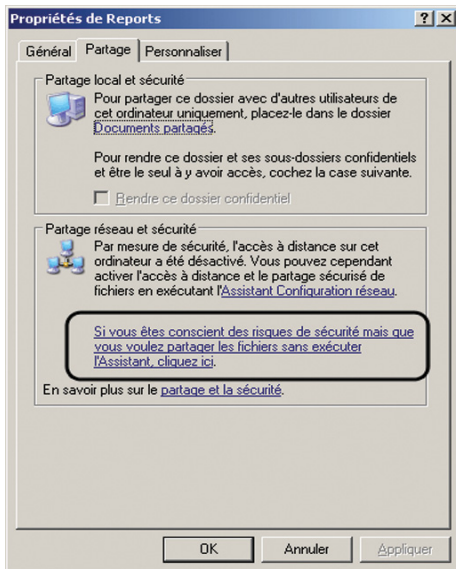 Propriétés de Reports
Général Partage Personnaliser
Partage local et sécurité
Pour partager ce dossier avec d'autres utilisateurs de
cet ordinateur uniquement, placez-le dans le dossier
Documents partagés.
Pour rendre ce dossier et ses sous-dossiers confidentiels
et être le seul à y avoir accès, cochez la case suivante.
Rendre ce dossier confidentiel
Partage réseau et sécurité
Par mesure de sécurité, l'accès à distance sur cet
ordinateur a été désactivé. Vous pouvez cependant
activer l'accès à distance et le partage sécurisé de
fichiers en exécutant l'Assistant Configuration réseau.
Si vous êtes conscient des risques de sécurité mais que
vous voulez partager les fichiers sans exécuter
l'Assistant, cliquez ici.
En savoir plus sur le partage et la sécurité.
OK Annuler Appliquer